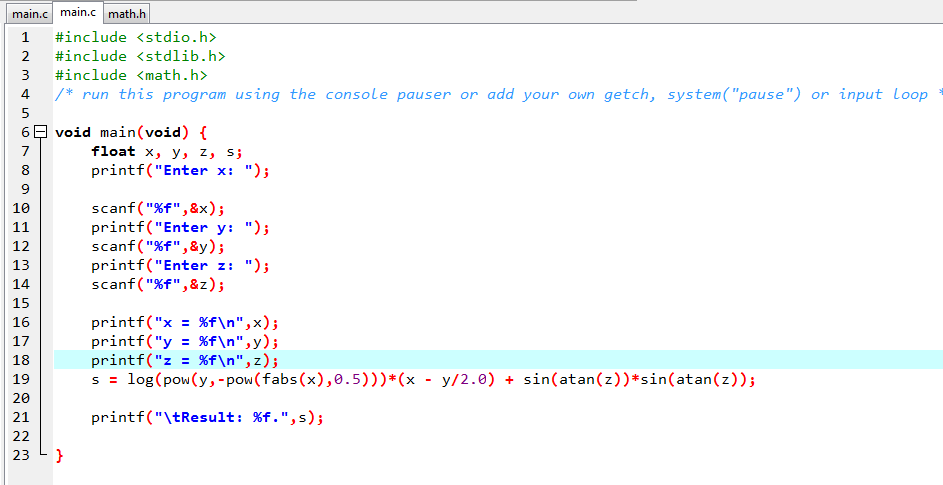 main.c main.c math.h
1 #include <stdio.h>
2 #include <stdlib.h>
3 #include <math.h>
4 /* run this program using the console pauser or add your own getch, system("pause") or input loop *
5
6 void main(void) {
7 float x, y, z, s;
8 printf("Enter x: ");
9
10 scanf("%f",&x);
11 printf("Enter y: ");
12 scanf("%f",&y);
13 printf("Enter z: ");
14 scanf("%f",&z);
15
16 printf("x = %f\n",x);
17 printf("y = %f\n",y);
18 printf("z = %f\n",z);
19 s = log(pow(y,-pow(fabs(x),0.5)))*(x - y/2.0) + sin(atan(z))*sin(atan(z));
20
21 printf("\tResult: %f.",s);
22
23 }